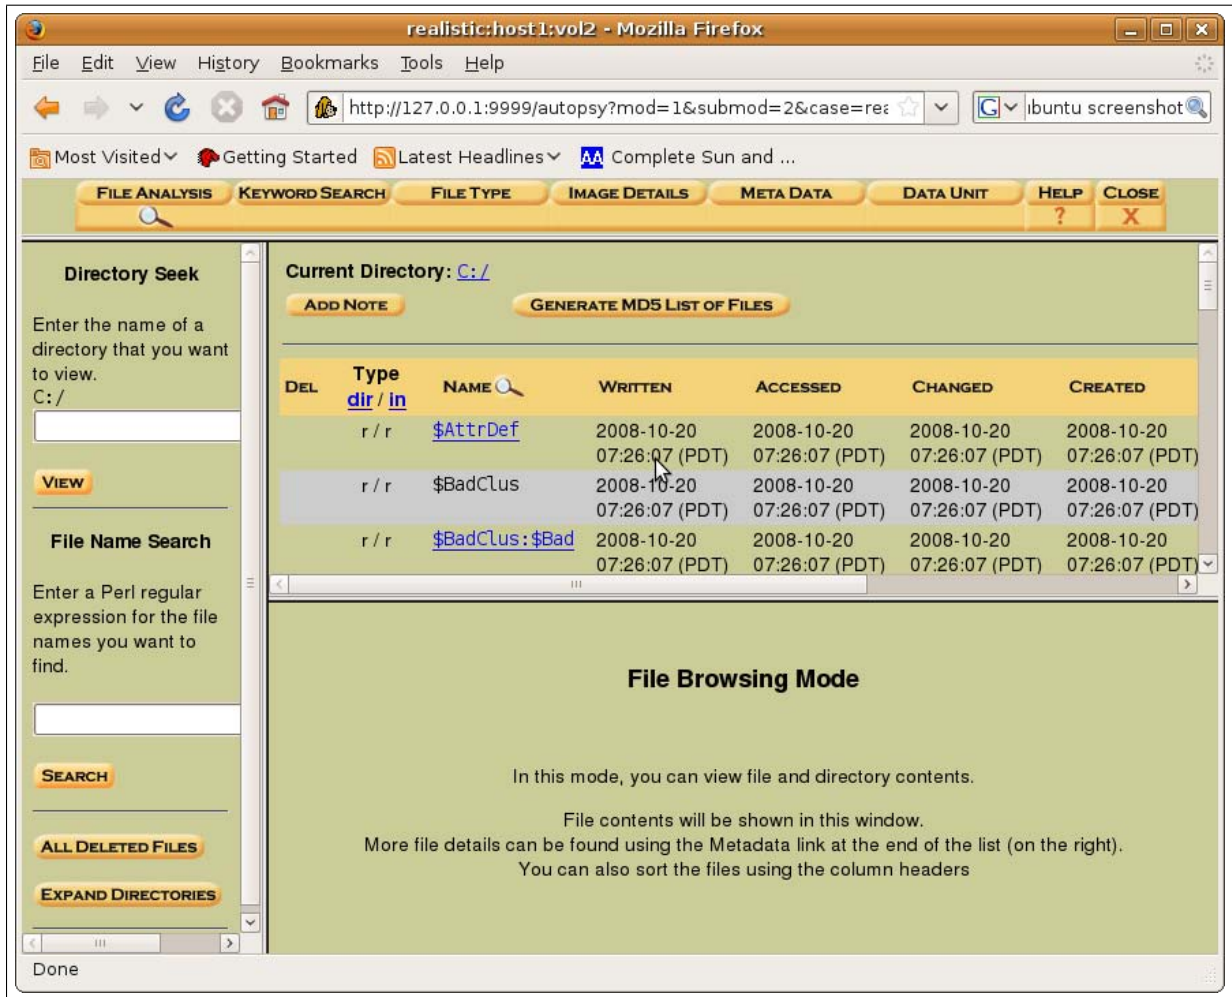 realistic:host1:vol2 - Mozilla Firefox
File Edit View History Bookmarks Tools Help
http://127.0.0.1:9999/autopsy?mod=1&submod=2&case=rea
G
ibuntu screenshot
Most Visited
Getting Started
Latest Headlines
AA Complete Sun and ...
FILE ANALYSIS KEYWORD SEARCH FILE TYPE IMAGE DETAILS META DATA DATA UNIT HELP CLOSE
? X
Directory Seek
Enter the name of a
directory that you want
to view.
C:/
VIEW
File Name Search
Enter a Perl regular
expression for the file
names you want to
find.
SEARCH
ALL DELETED FILES
EXPAND DIRECTORIES
Current Directory: C:/
ADD NOTE GENERATE MD5 LIST OF FILES
DEL Type dir / in NAME WRITTEN ACCESSED CHANGED CREATED
r / r $AttrDef 2008-10-20 2008-10-20 2008-10-20 2008-10-20
07:26:07 (PDT) 07:26:07 (PDT) 07:26:07 (PDT) 07:26:07 (PDT)
r / r $BadClus 2008-10-20 2008-10-20 2008-10-20 2008-10-20
07:26:07 (PDT) 07:26:07 (PDT) 07:26:07 (PDT) 07:26:07 (PDT)
r / r $BadClus:$Bad 2008-10-20 2008-10-20 2008-10-20 2008-10-20
07:26:07 (PDT) 07:26:07 (PDT) 07:26:07 (PDT) 07:26:07 (PDT)
File Browsing Mode
In this mode, you can view file and directory contents.
File contents will be shown in this window.
More file details can be found using the Metadata link at the end of the list (on the right).
You can also sort the files using the column headers
Done